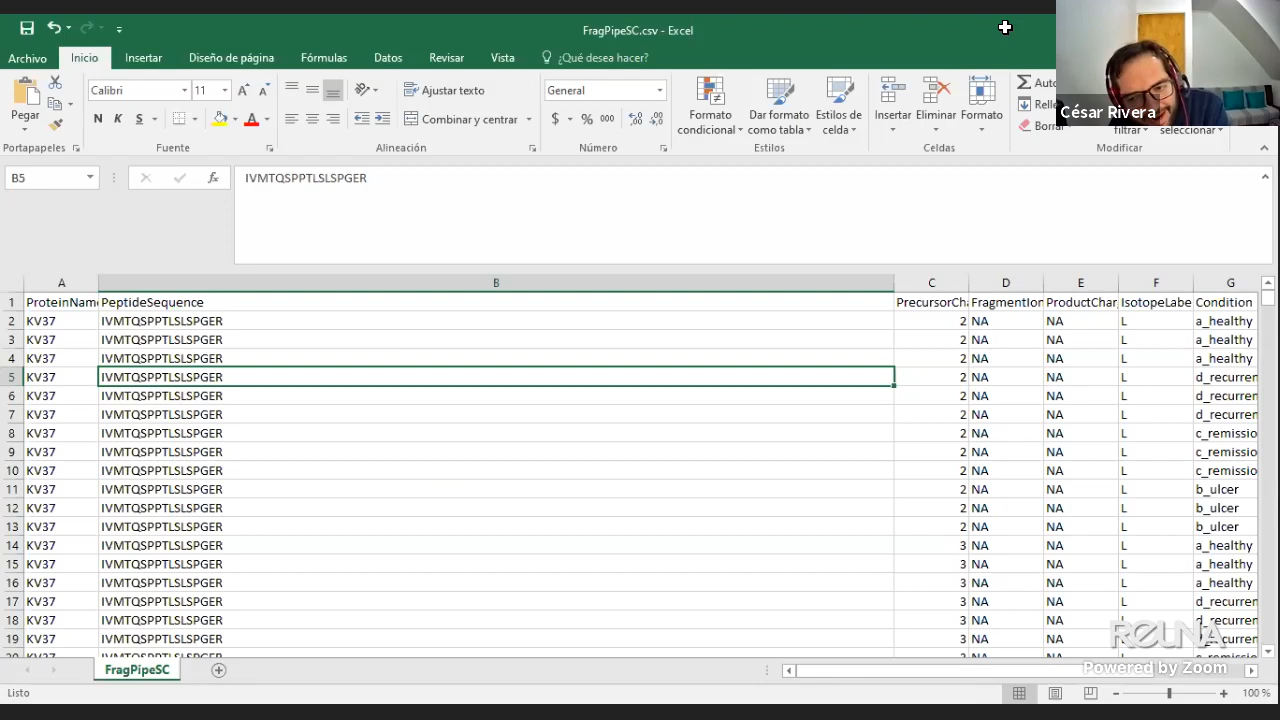 FragPipeSC.csv - Excel
Archivo Inicio Insertar Diseño de página Fórmulas Datos Revisar Vista ¿Qué desea hacer?
Pegar
Calibri 11
N K S
Ajustar texto
Combinar y centrar
General
$ % 000
Formato condicional
Dar formato como tabla
Estilos de celda
Insertar Eliminar Formato
Borrar
filtrar
seleccionar
Portapapeles Fuente Alineación Número Estilos Celdas Modificar
César Rivera
B5 fx IVMTQSPPTLSLSPGER
A B C D E F G
1 ProteinName PeptideSequence PrecursorCha FragmentIon ProductChar IsotopeLabe Condition
2 KV37 IVMTQSPPTLSLSPGER 2 NA NA L a_healthy
3 KV37 IVMTQSPPTLSLSPGER 2 NA NA L a_healthy
4 KV37 IVMTQSPPTLSLSPGER 2 NA NA L a_healthy
5 KV37 IVMTQSPPTLSLSPGER 2 NA NA L d_recurren
6 KV37 IVMTQSPPTLSLSPGER 2 NA NA L d_recurren
7 KV37 IVMTQSPPTLSLSPGER 2 NA NA L d_recurren
8 KV37 IVMTQSPPTLSLSPGER 2 NA NA L c_remissio
9 KV37 IVMTQSPPTLSLSPGER 2 NA NA L c_remissio
10 KV37 IVMTQSPPTLSLSPGER 2 NA NA L c_remissio
11 KV37 IVMTQSPPTLSLSPGER 2 NA NA L b_ulcer
12 KV37 IVMTQSPPTLSLSPGER 2 NA NA L b_ulcer
13 KV37 IVMTQSPPTLSLSPGER 2 NA NA L b_ulcer
14 KV37 IVMTQSPPTLSLSPGER 3 NA NA L a_healthy
15 KV37 IVMTQSPPTLSLSPGER 3 NA NA L a_healthy
16 KV37 IVMTQSPPTLSLSPGER 3 NA NA L a_healthy
17 KV37 IVMTQSPPTLSLSPGER 3 NA NA L d_recurren
18 KV37 IVMTQSPPTLSLSPGER 3 NA NA L d_recurren
19 KV37 IVMTQSPPTLSLSPGER 3 NA NA L d_recurren
REUNA
Powered by Zoom
FragPipeSC
Listo 100 %